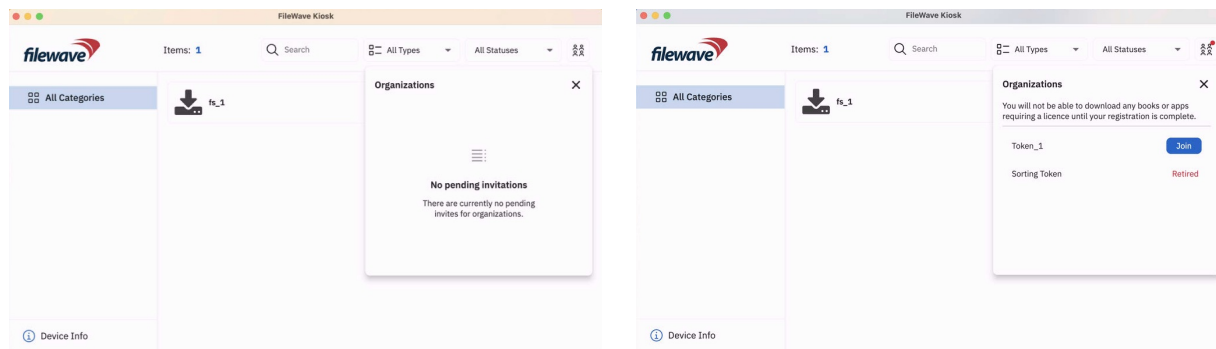 FileWave Kiosk
filewave
Items: 1
Search
All Types
All Statuses
All Categories
fs_1
Organizations
No pending invitations
There are currently no pending
invites for organizations.
Device Info
FileWave Kiosk
filewave
Items: 1
Search
All Types
All Statuses
All Categories
fs_1
Organizations
You will not be able to download any books or apps
requiring a licence until your registration is complete.
Token_1
Join
Sorting Token
Retired
Device Info